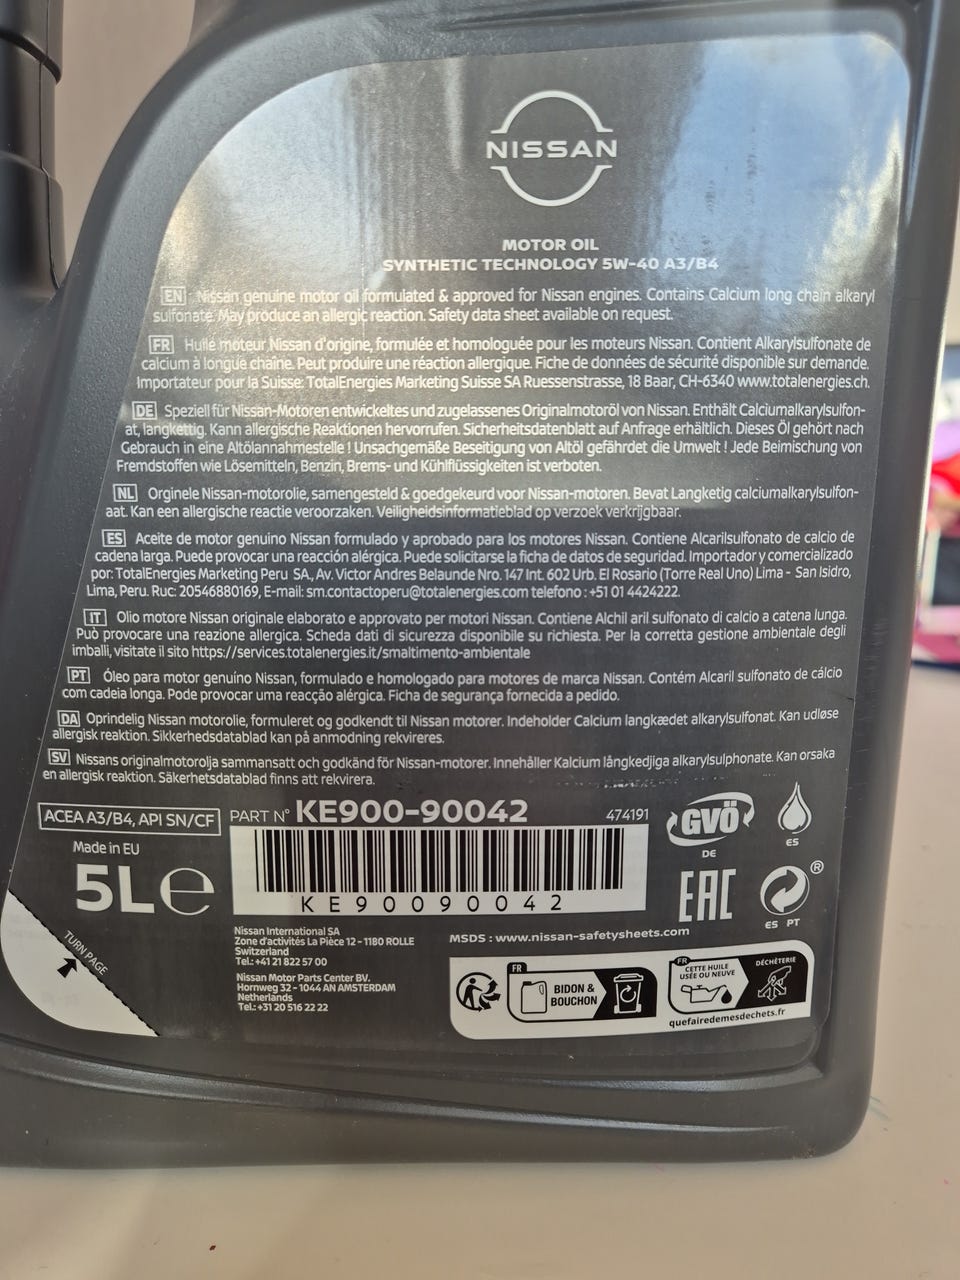 NISSAN
MOTOR OIL
SYNTHETIC TECHNOLOGY 5W-40 A3/B4
EN Nissan genuine motor oil formulated & approved for Nissan engines. Contains Calcium long chain alkaryl
sulfonate. May produce an allergic reaction. Safety data sheet available on request.
FR Huile moteur Nissan d'origine, formulée et homologuée pour les moteurs Nissan. Contient Alkarylsulfonate de
calcium à longue chaîne. Peut produire une réaction allergique. Fiche de données de sécurité disponible sur demande.
Importateur pour la Suisse: TotalEnergies Marketing Suisse SA Ruessenstrasse, 18 Baar, CH-6340 www.totalenergies.ch.
DE Speziell für Nissan-Motoren entwickeltes und zugelassenes Originalmotoröl von Nissan. Enthält Calciumalkarylsulfon-
at, langkettig. Kann allergische Reaktionen hervorrufen. Sicherheitsdatenblatt auf Anfrage erhältlich. Dieses Öl gehört nach
Gebrauch in eine Altölannahmestelle ! Unsachgemäße Beseitigung von Altöl gefährdet die Umwelt ! Jede Beimischung von
Fremdstoffen wie Lösemitteln, Benzin, Brems- und Kühlflüssigkeiten ist verboten.
NL Orginele Nissan-motorolie, samengesteld & goedgekeurd voor Nissan-motoren. Bevat Langketig calciumalkarylsulfon-
aat. Kan een allergische reactie veroorzaken. Veiligheidsinformatieblad op verzoek verkrijgbaar.
ES Aceite de motor genuino Nissan formulado y aprobado para los motores Nissan. Contiene Alcarilsulfonato de calcio de
cadena larga. Puede provocar una reacción alérgica. Puede solicitarse la ficha de datos de seguridad. Importador y comercializado
por: TotalEnergies Marketing Peru SA., Av. Victor Andres Belaunde Nro. 147 Int. 602 Urb. El Rosario (Torre Real Uno) Lima - San Isidro,
Lima, Peru. Ruc: 20546880169, E-mail: sm.contactoperu@totalenergies.com telefono : +51 01 4424222.
IT Olio motore Nissan originale elaborato e approvato per motori Nissan. Contiene Alchil aril sulfonato di calcio a catena lunga.
Può provocare una reazione allergica. Scheda dati di sicurezza disponibile su richiesta. Per la corretta gestione ambientale degli
imballi, visitate il sito https://services.totalenergies.it/smaltimento-ambientale
PT Óleo para motor genuíno Nissan, formulado e homologado para motores de marca Nissan. Contém Alcaril sulfonato de cálcio
com cadeia longa. Pode provocar uma reacção alérgica. Ficha de segurança fornecida a pedido.
DA Oprindelig Nissan motorolie, formuleret og godkendt til Nissan motorer. Indeholder Calcium langkædet alkarylsulfonat. Kan udløse
allergisk reaktion. Sikkerhedsdatablad kan på anmodning rekvireres.
SV Nissans originalmotorolja sammansatt och godkänd för Nissan-motorer. Innehåller Kalcium långkedjiga alkarylsulphonate. Kan orsaka
en allergisk reaktion. Säkerhetsdatablad finns att rekvirera.
ACEA A3/B4, API SN/CF
PART N° KE900-90042
474191
GVÖ
DE
ES
Made in EU
5L e
KE90090042
EAC
®
ES PT
TURN PAGE
Nissan International SA
Zone d'activités La Pièce 12 - 1180 ROLLE
Switzerland
Tel.: +41 21 822 57 00
Nissan Motor Parts Center BV.
Hornweg 32 - 1044 AN AMSTERDAM
Netherlands
Tel.: +31 20 516 22 22
MSDS : www.nissan-safetysheets.com
FR
BIDON &
BOUCHON
FR
CETTE HUILE
USÉE OU NEUVE
DÉCHÈTERIE
quefairedemesdechets.fr